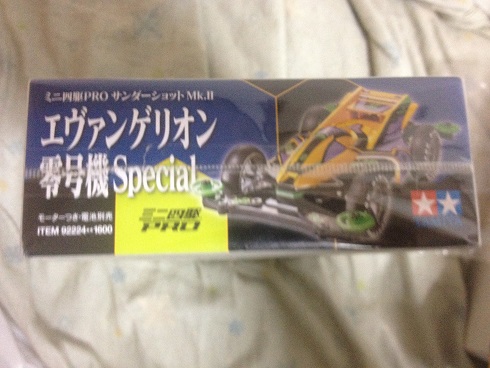 ミニ四駆PRO サンダーショットMk.II
エヴァンゲリオン
零号機Special
モーターつき・電池別売
ITEM 92224**1600
ミニ四駆
PRO